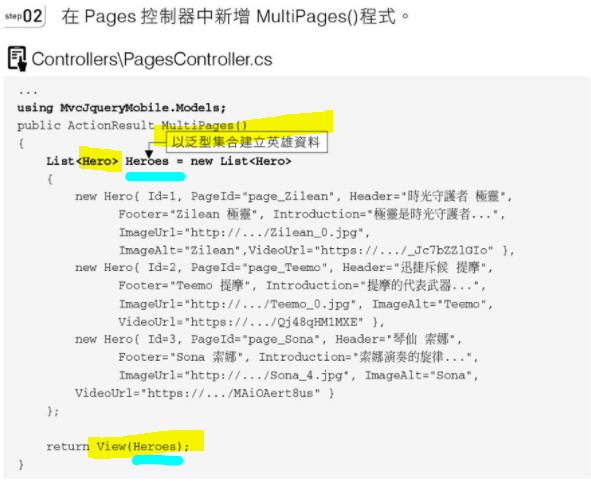 step02 在 Pages 控制器中新增 MultiPages()程式。
Controllers\PagesController.cs
...
using MvcJqueryMobile.Models;
public ActionResult MultiPages()
{
以泛型集合建立英雄資料
List<Hero> Heroes = new List<Hero>
{
new Hero{ Id=1, PageId="page_Zilean", Header="時光守護者 極靈",
Footer="Zilean 極靈", Introduction="極靈是時光守護者...",
ImageUrl="http://.../Zilean_0.jpg",
ImageAlt="Zilean",VideoUrl="https://.../_Jc7bZZlGIo" },
new Hero{ Id=2, PageId="page_Teemo", Header="迅捷斥候 提摩",
Footer="Teemo 提摩", Introduction="提摩的代表武器...",
ImageUrl="http://.../Teemo_0.jpg", ImageAlt="Teemo",
VideoUrl="https://.../Qj48qHM1MXE" },
new Hero{ Id=3, PageId="page_Sona", Header="琴仙 索娜",
Footer="Sona 索娜", Introduction="索娜演奏的旋律...",
ImageUrl="http://.../Sona_4.jpg", ImageAlt="Sona",
VideoUrl="https://.../MAiOAert8us" }
};
return View(Heroes);
}